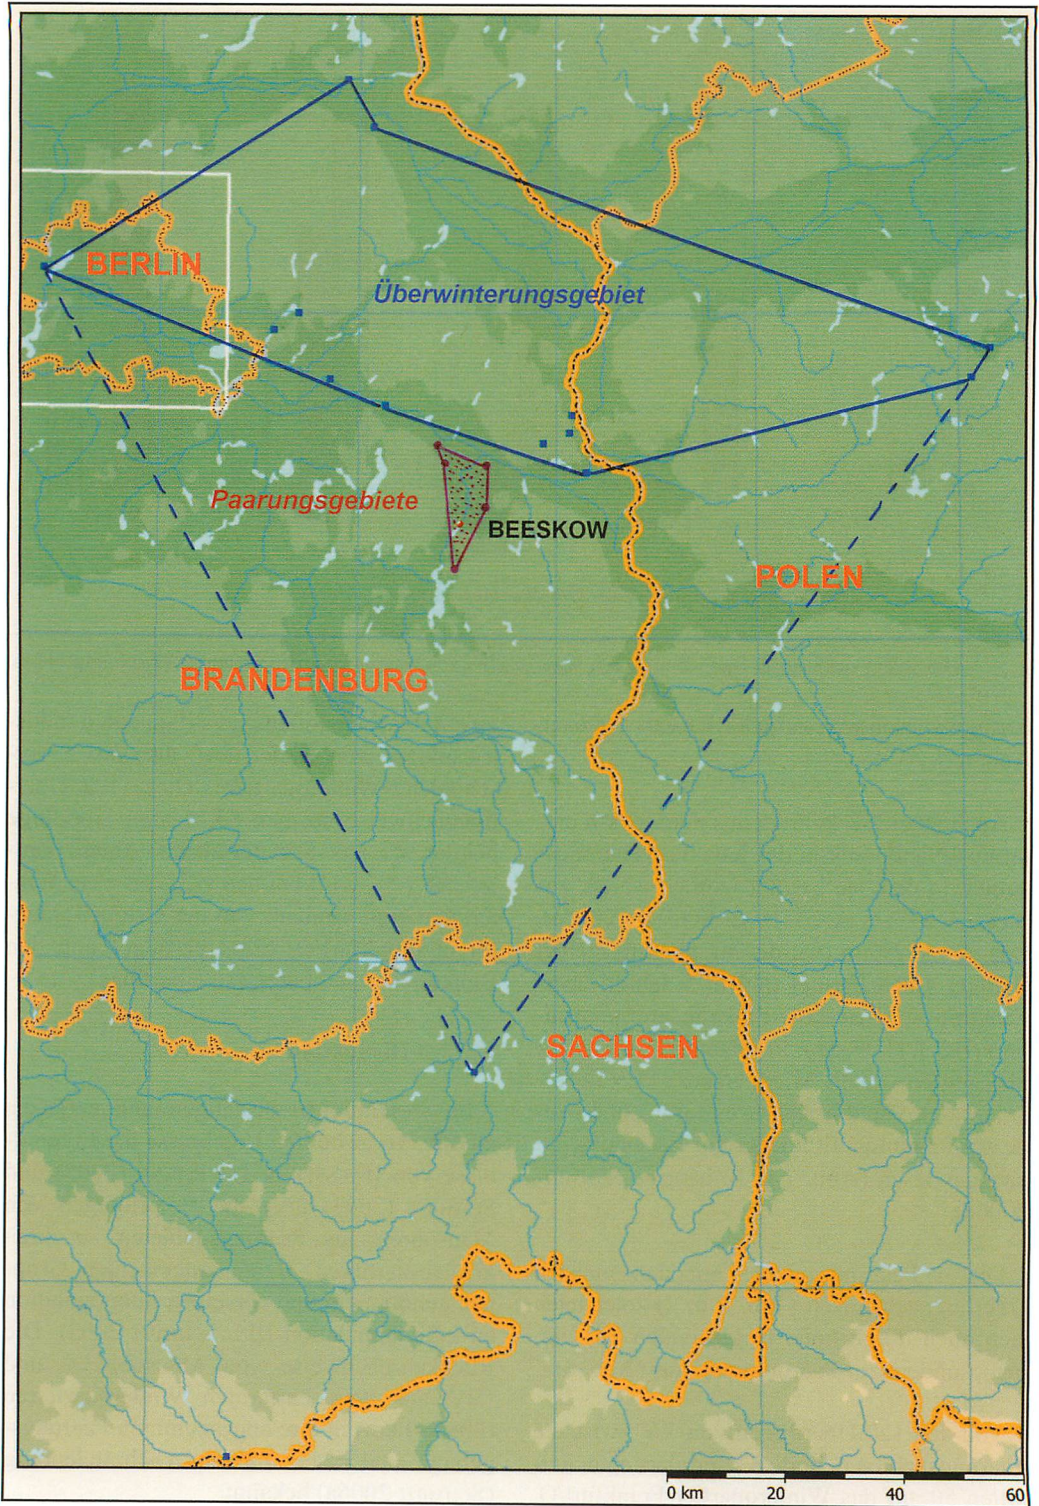 BERLIN
Überwinterungsgebiet
Paarungsgebiete
BEESKOW
POLEN
BRANDENBURG
SACHSEN
0 km 20 40 60